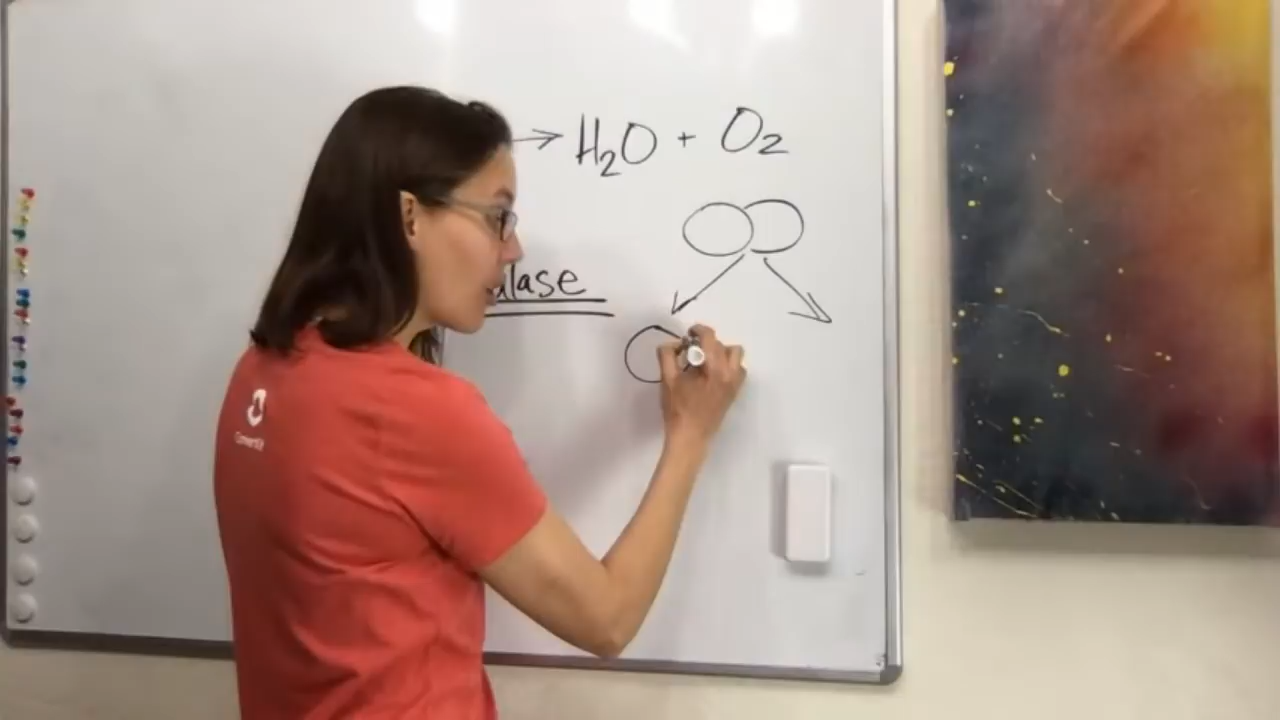 → H₂O + O₂
alase